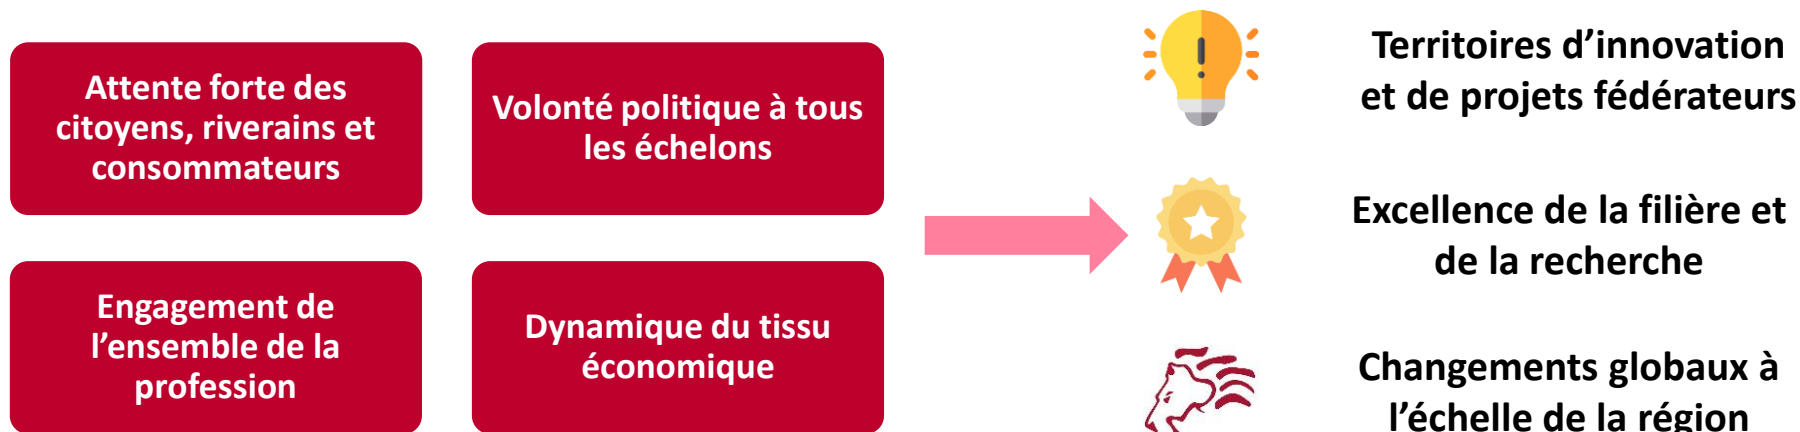 Attente forte des
citoyens, riverains et
consommateurs
Volonté politique à tous
les échelons
Engagement de
l’ensemble de la
profession
Dynamique du tissu
économique
Territoires d’innovation
et de projets fédérateurs
Excellence de la filière et
de la recherche
Changements globaux à
l’échelle de la région